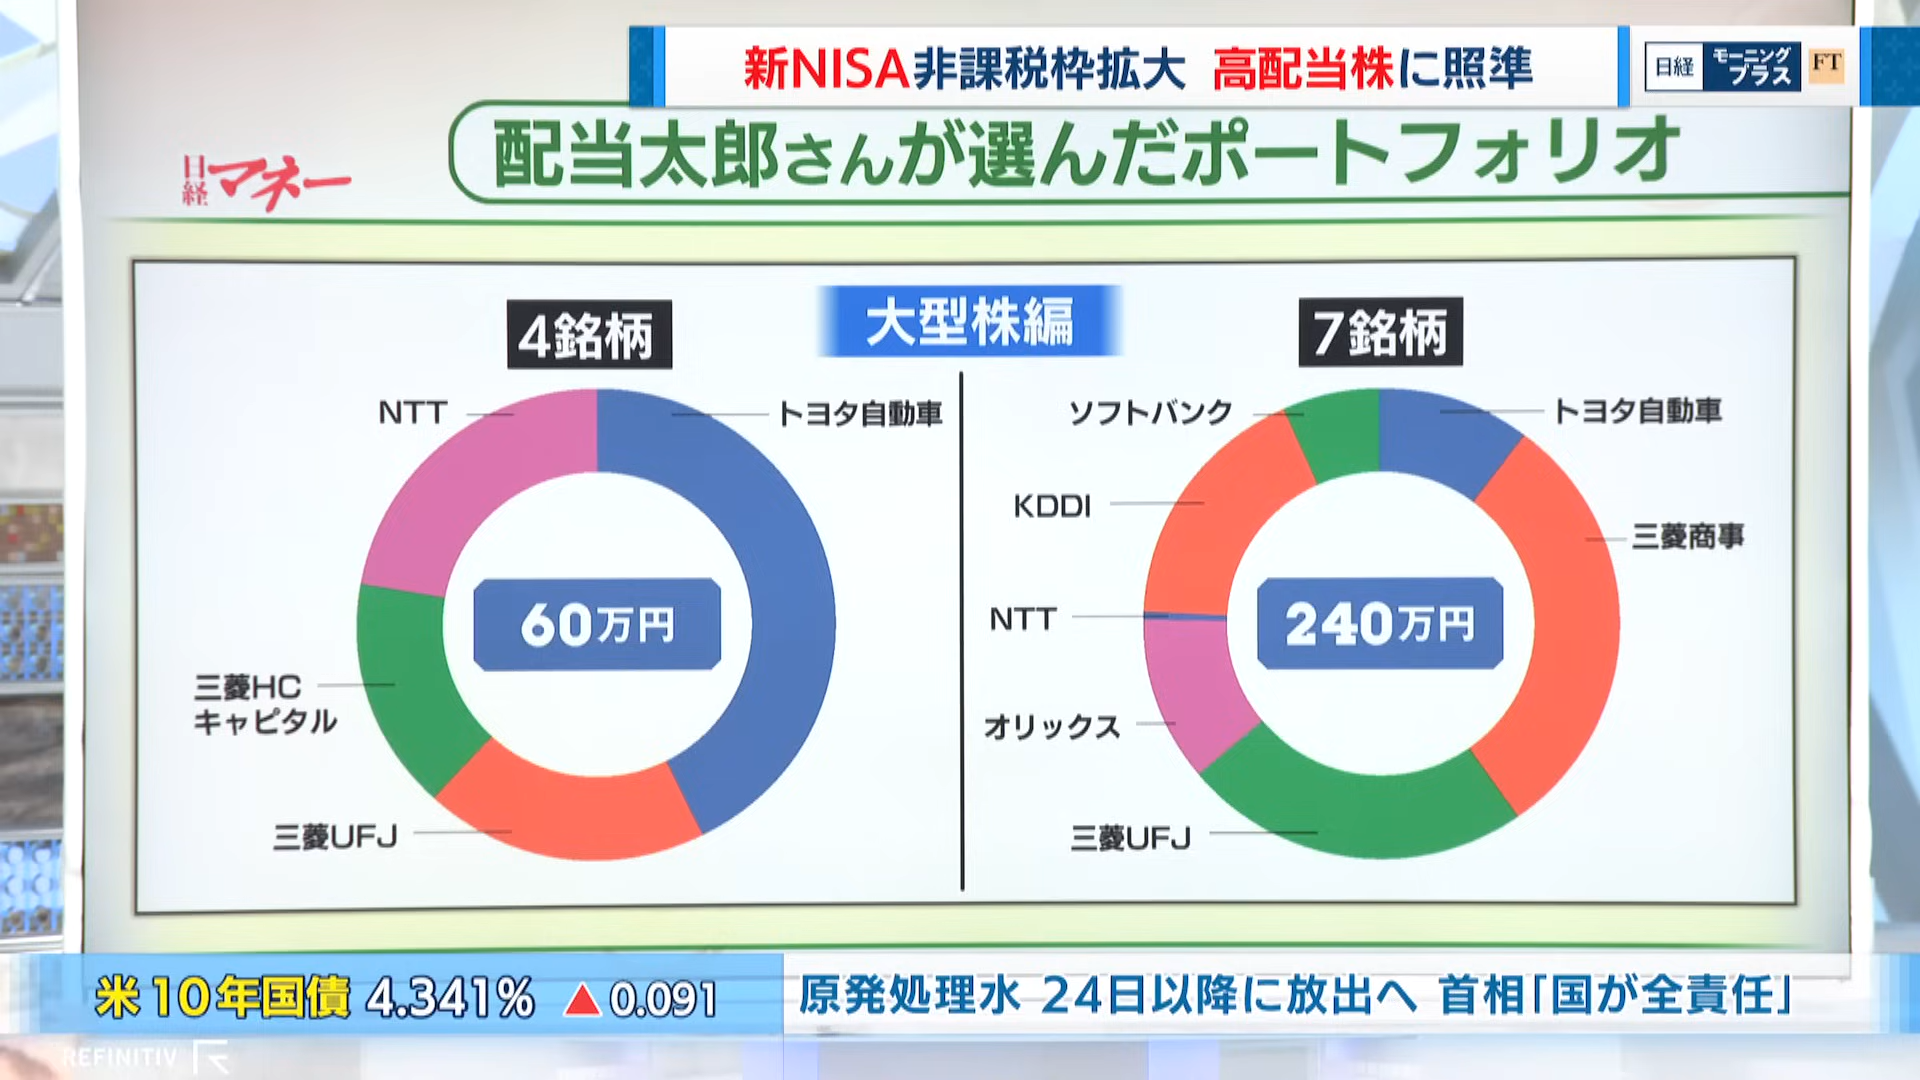 新NISA非課税枠拡大 高配当株に照準
日経 モーニングプラス FT
日経マネー
配当太郎さんが選んだポートフォリオ
大型株編
4銘柄
NTT
トヨタ自動車
60万円
三菱HC
キャピタル
三菱UFJ
7銘柄
ソフトバンク
トヨタ自動車
KDDI
三菱商事
NTT
240万円
オリックス
三菱UFJ
米10年国債 4.341% ▲0.091
原発処理水 24日以降に放出へ 首相「国が全責任」
REFINITIV